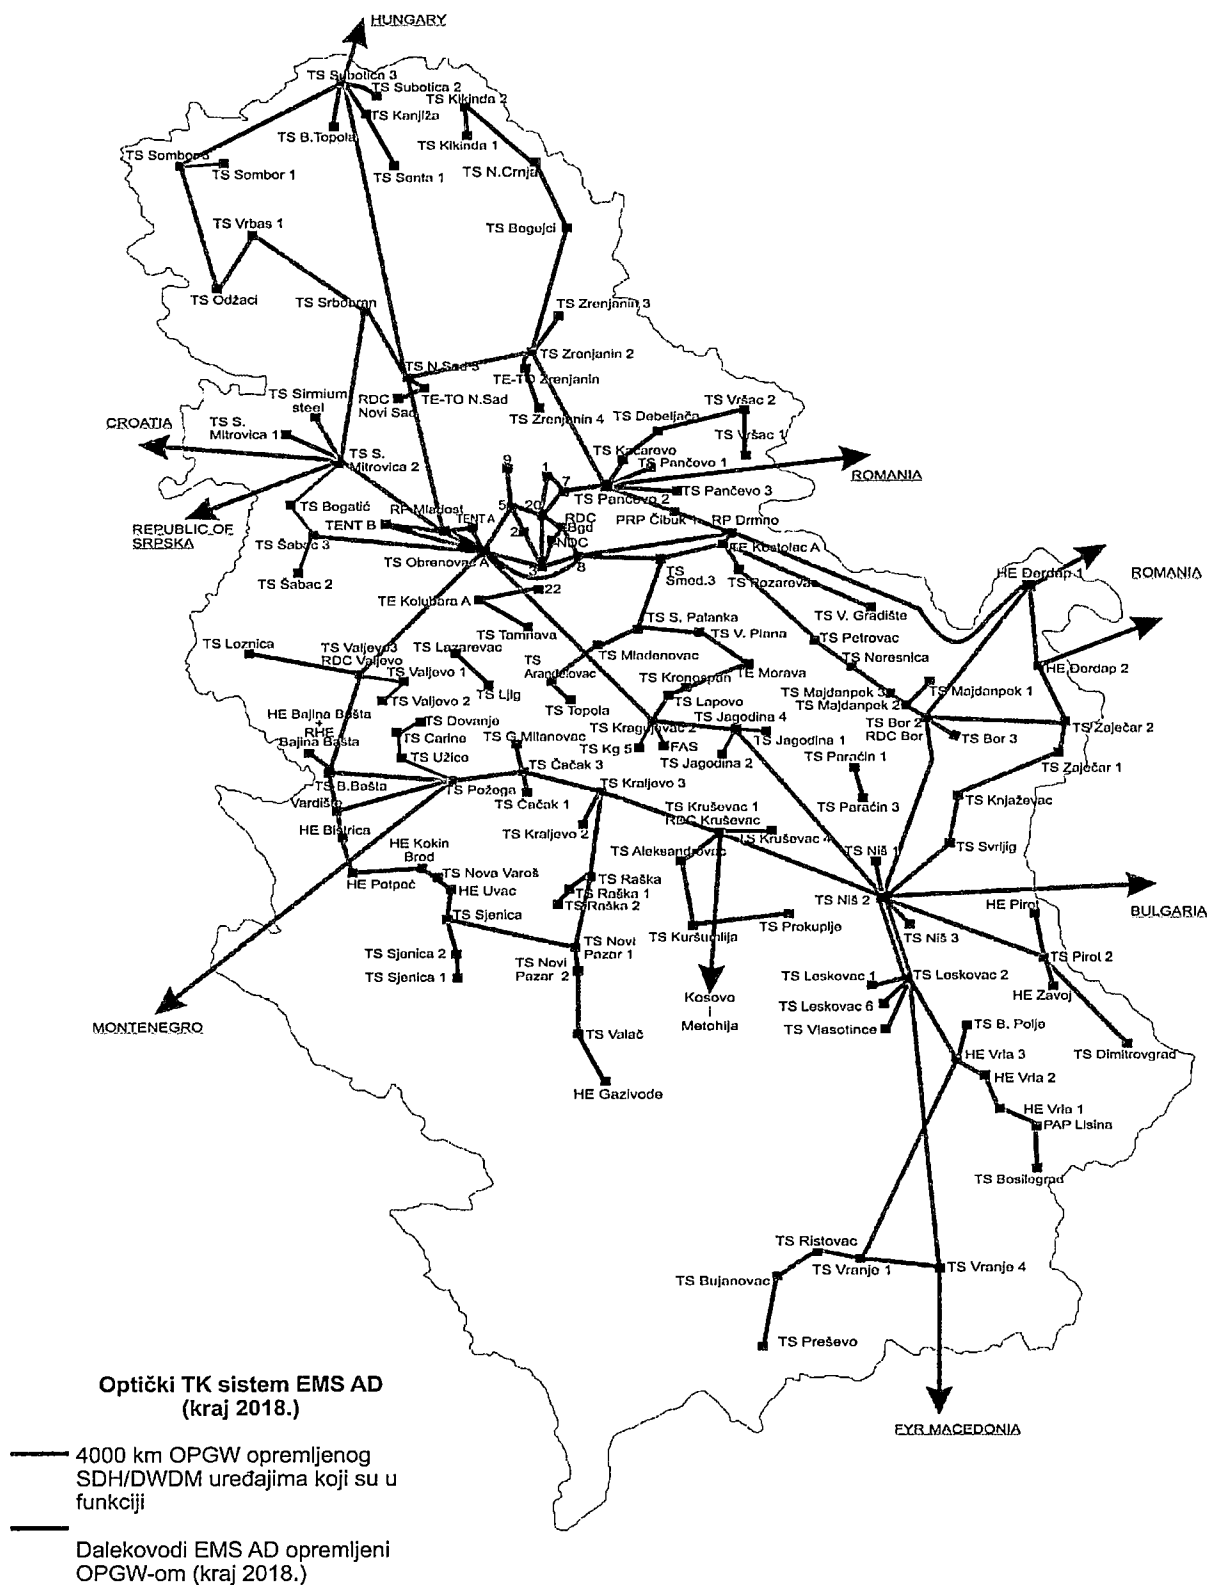 HUNGARY
TS Subotica 3
TS Subotica 2
TS Kanjiža
TS B.Topola
TS Senta 1
TS Kikinda 2
TS Kikinda 1
TS N.Crnja
TS Sombor 3
TS Sombor 1
TS Vrbas 1
TS Begejci
TS Odžaci
TS Srbobran
TS Zrenjanin 3
TS Zrenjanin 2
TS N.Sad 3
TE-TO Zrenjanin
TE-TO N.Sad
RDC
Novi Sad
TS Zrenjanin 4
TS Sirmium
steel
TS S.
Mitrovica 1
CROATIA
TS S.
Mitrovica 2
TS Debeljača
TS Vršac 2
TS Vršac 1
TS Kačarevo
TS Pančevo 1
ROMANIA
TS Pančevo 2
TS Pančevo 3
9
1
7
5
20
RDC
Bgd
NDC
2
3
8
22
REPUBLIC OF
SRPSKA
TS Bogatić
RP Mladost
TENT B
TENT A
PRP Čibuk 1
RP Drmno
TS Šabac 3
TS Obrenovac A
TS Šabac 2
TE Kostolac A
TS
Smed.3
TS Pozarevac
HE Đerdap 1
ROMANIA
TE Kolubara A
TS V. Gradište
TS Tamnava
TS S. Palanka
TS V. Plana
TS Petrovac
TS Loznica
TS Valjevo3
RDC Valjevo
TS Lazarevac
TS Mladenovac
TS Neresnica
HE Đerdap 2
TS Valjevo 1
TS
Aranđelovac
TS Kronospan
TE Morava
TS Valjevo 2
TS Ljig
TS Topola
TS Lapovo
TS Majdanpek 3
TS Majdanpek 1
TS Majdanpek 2
HE Bajina Bašta
+
RHE
Bajina Bašta
TS Dovanje
TS Carina
TS Užice
TS G.Milanovac
TS Kragujevac 2
TS Kg 5
FAS
TS Jagodina 4
TS Jagodina 1
TS Jagodina 2
TS Bor 2
RDC Bor
TS Bor 3
TS Zaječar 2
TS Zaječar 1
TS Paraćin 1
TS Paraćin 3
TS B.Bašta
TS Požega
TS Čačak 3
TS Čačak 1
TS Kraljevo 3
TS Kraljevo 2
TS Kruševac 1
RDC Kruševac
TS Kruševac 4
TS Knjaževac
Vardište
HE Bistrica
TS Svrljig
TS Niš 1
TS Aleksandrovac
HE Kokin
Brod
HE Potpeć
TS Nova Varoš
HE Uvac
TS Raška
TS Raška 1
TS Raška 2
TS Sjenica
TS Niš 2
BULGARIA
HE Pirot
TS Prokuplje
TS Kuršumlija
TS Niš 3
TS Novi
Pazar 1
TS Sjenica 2
TS Sjenica 1
TS Novi
Pazar 2
TS Pirot 2
HE Zavoj
TS Leskovac 1
TS Leskovac 2
TS Leskovac 6
TS Vlasotince
Kosovo
i
Metohija
MONTENEGRO
TS Valač
TS B. Polje
TS Dimitrovgrad
HE Vrla 3
HE Vrla 2
HE Gazivode
HE Vrla 1
PAP Lisina
TS Bosilegrad
TS Ristovac
TS Vranje 1
TS Vranje 4
TS Bujanovac
TS Preševo
FYR MACEDONIA
Optički TK sistem EMS AD
(kraj 2018.)
4000 km OPGW opremljenog
SDH/DWDM uređajima koji su u
funkciji
Dalekovodi EMS AD opremljeni
OPGW-om (kraj 2018.)